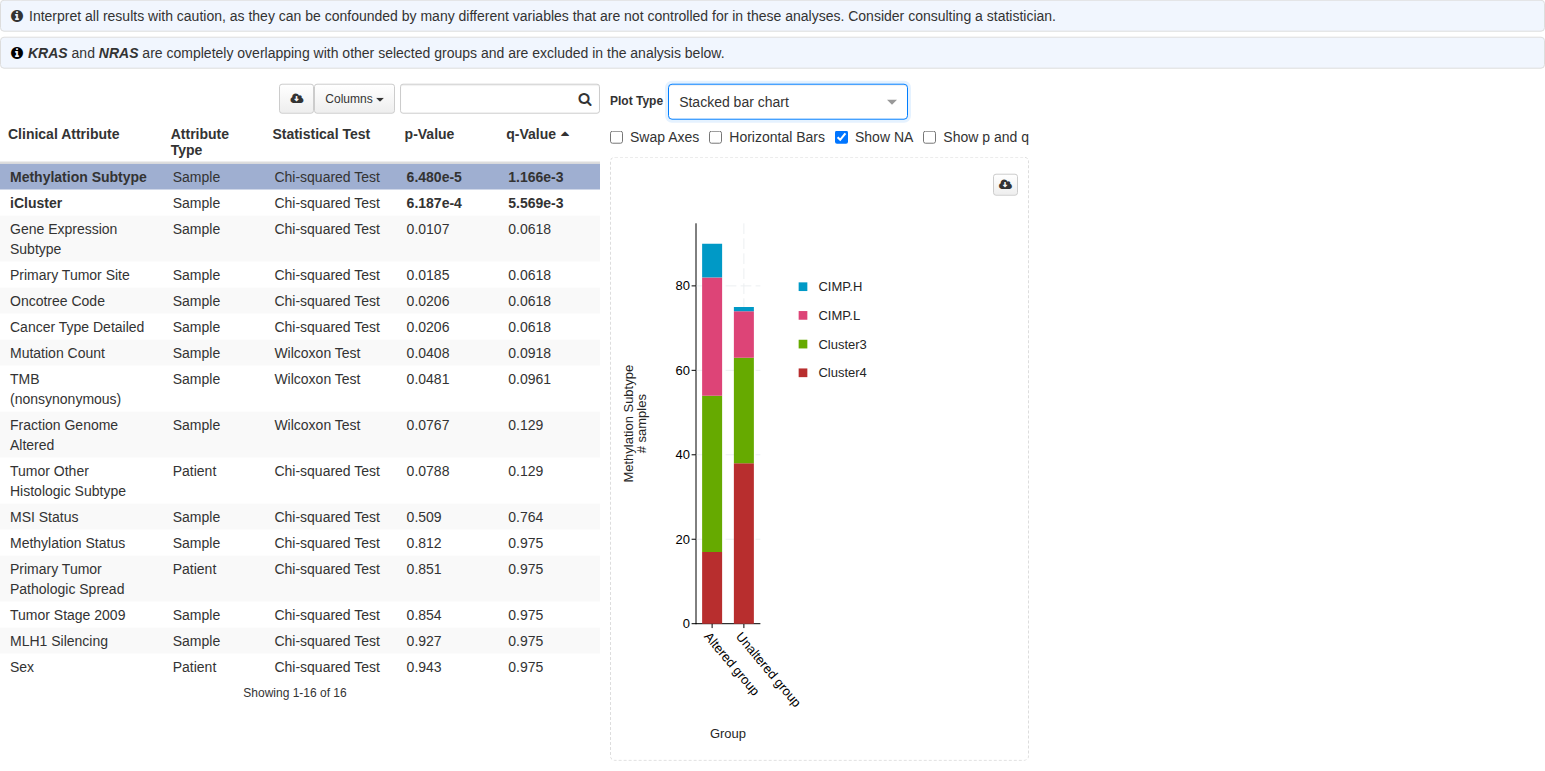 Interpret all results with caution, as they can be confounded by many different variables that are not controlled for in these analyses. Consider consulting a statistician.
KRAS and NRAS are completely overlapping with other selected groups and are excluded in the analysis below.
Columns
Plot Type Stacked bar chart
Swap Axes Horizontal Bars Show NA Show p and q
Clinical Attribute Attribute Type Statistical Test p-Value q-Value
Methylation Subtype Sample Chi-squared Test 6.480e-5 1.166e-3
iCluster Sample Chi-squared Test 6.187e-4 5.569e-3
Gene Expression Subtype Sample Chi-squared Test 0.0107 0.0618
Primary Tumor Site Sample Chi-squared Test 0.0185 0.0618
Oncotree Code Sample Chi-squared Test 0.0206 0.0618
Cancer Type Detailed Sample Chi-squared Test 0.0206 0.0618
Mutation Count Sample Wilcoxon Test 0.0408 0.0918
TMB (nonsynonymous) Sample Wilcoxon Test 0.0481 0.0961
Fraction Genome Altered Sample Wilcoxon Test 0.0767 0.129
Tumor Other Histologic Subtype Patient Chi-squared Test 0.0788 0.129
MSI Status Sample Chi-squared Test 0.509 0.764
Methylation Status Sample Chi-squared Test 0.812 0.975
Primary Tumor Pathologic Spread Patient Chi-squared Test 0.851 0.975
Tumor Stage 2009 Sample Chi-squared Test 0.854 0.975
MLH1 Silencing Sample Chi-squared Test 0.927 0.975
Sex Patient Chi-squared Test 0.943 0.975
Showing 1-16 of 16
Methylation Subtype
# samples
80
60
40
20
0
CIMP.H
CIMP.L
Cluster3
Cluster4
Altered group
Unaltered group
Group